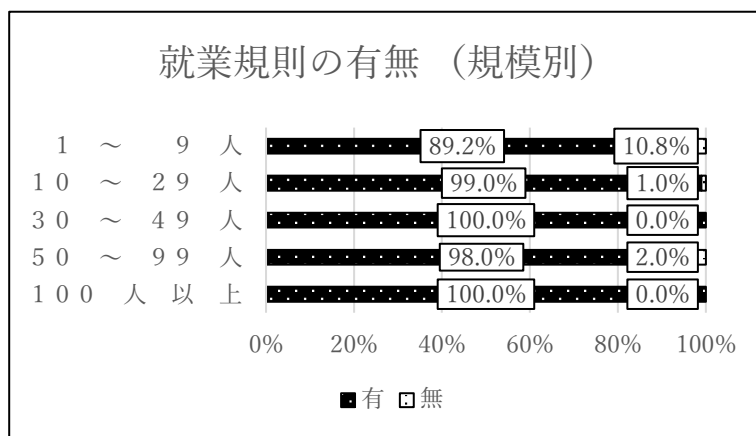 就業規則の有無 （規模別）
1 ～ 9 人 89.2% 10.8%
10 ～ 29 人 99.0% 1.0%
30 ～ 49 人 100.0% 0.0%
50 ～ 99 人 98.0% 2.0%
100 人 以 上 100.0% 0.0%
0% 20% 40% 60% 80% 100%
有 無